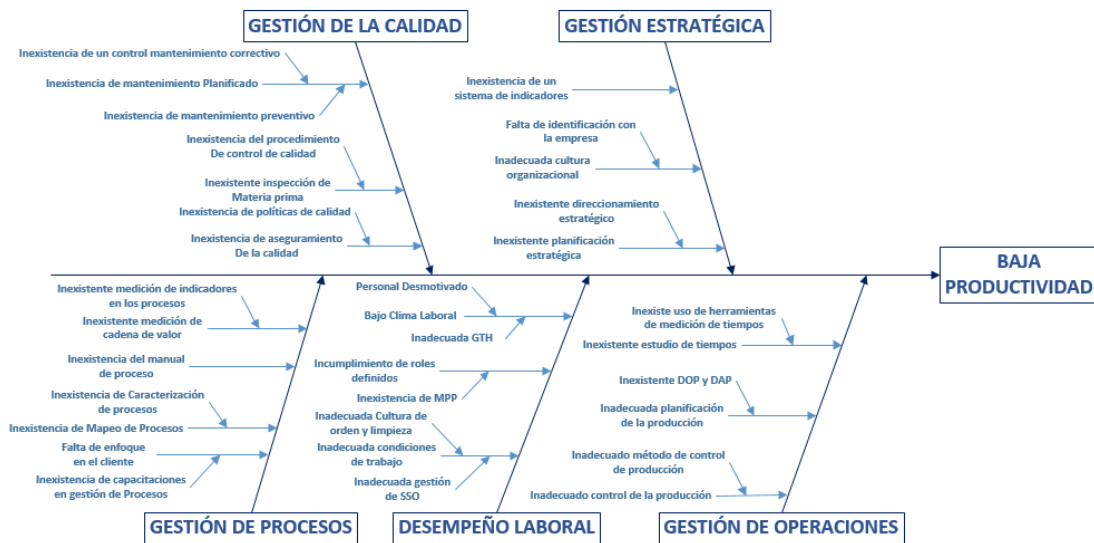 GESTIÓN DE LA CALIDAD
GESTIÓN ESTRATÉGICA
Inexistencia de un control mantenimiento correctivo
Inexistencia de mantenimiento Planificado
Inexistencia de mantenimiento preventivo
Inexistencia del procedimiento
De control de calidad
Inexistente inspección de
Materia prima
Inexistencia de políticas de calidad
Inexistencia de aseguramiento
De la calidad
Inexistencia de un
sistema de indicadores
Falta de identificación con
la empresa
Inadecuada cultura
organizacional
Inexistente direccionamiento
estratégico
Inexistente planificación
estratégica
BAJA
PRODUCTIVIDAD
Inexistente medición de indicadores
en los procesos
Inexistente medición de
cadena de valor
Inexistencia del manual
de proceso
Inexistencia de Caracterización
de procesos
Inexistencia de Mapeo de Procesos
Falta de enfoque
en el cliente
Inexistencia de capacitaciones
en gestión de Procesos
Personal Desmotivado
Bajo Clima Laboral
Inadecuada GTH
Incumplimiento de roles
definidos
Inexistencia de MPP
Inadecuada Cultura de
orden y limpieza
Inadecuada condiciones
de trabajo
Inadecuada gestión
de SSO
Inexiste uso de herramientas
de medición de tiempos
Inexistente estudio de tiempos
Inexistente DOP y DAP
Inadecuada planificación
de la producción
Inadecuado método de control
de producción
Inadecuado control de la producción
GESTIÓN DE PROCESOS
DESEMPEÑO LABORAL
GESTIÓN DE OPERACIONES